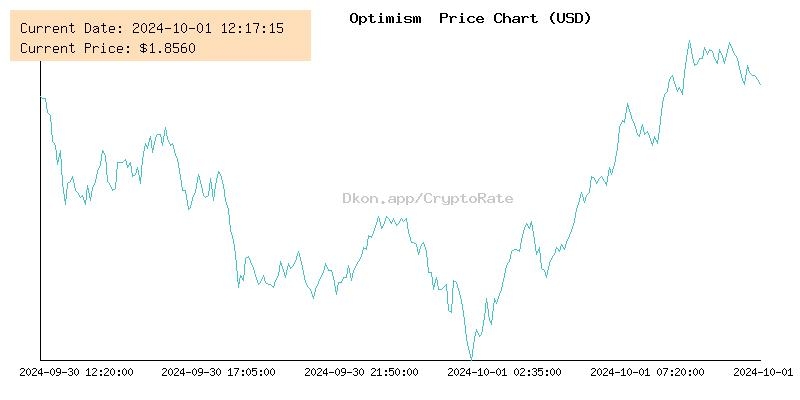 Optimism  Price Chart (USD)
Current Date: 2024-10-01 12:17:15
Current Price: $1.8560
Dkon.app/CryptoRate
2024-09-30 12:20:00 2024-09-30 17:05:00 2024-09-30 21:50:00 2024-10-01 02:35:00 2024-10-01 07:20:00 2024-10-01